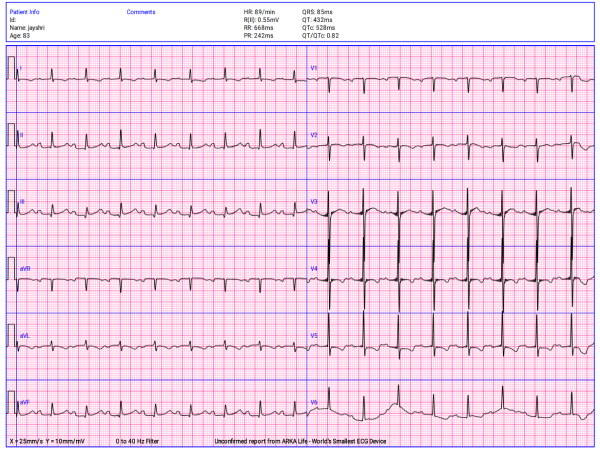 Patient Info Comments HR: 89/min QRS: 85ms
Id: R(II): 0.55mV QT: 432ms
Name: jayshri RR: 668ms QTc: 528ms
Age: 83 PR: 242ms QT/QTc: 0.82
I V1
II V2
III V3
aVR V4
aVL V5
aVF V6
X = 25mm/s Y = 10mm/mV 0 to 40 Hz Filter Unconfirmed report from ARKA Life - World's Smallest ECG Device